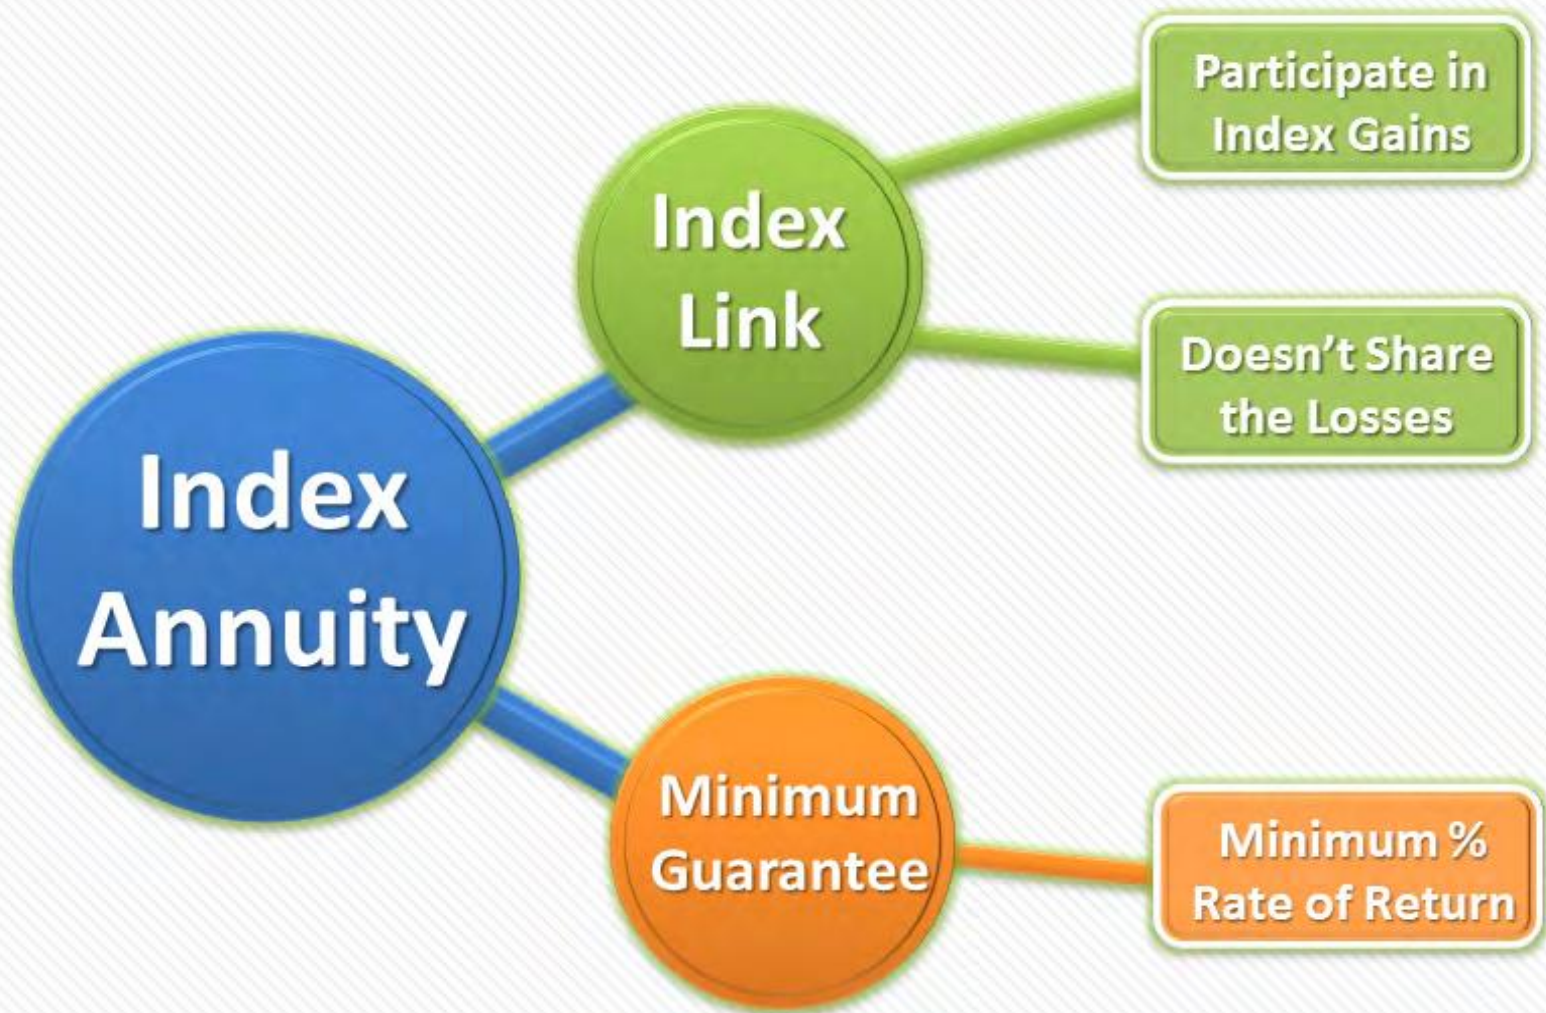 Index
Annuity
Index
Link
Participate in
Index Gains
Doesn’t Share
the Losses
Minimum
Guarantee
Minimum %
Rate of Return